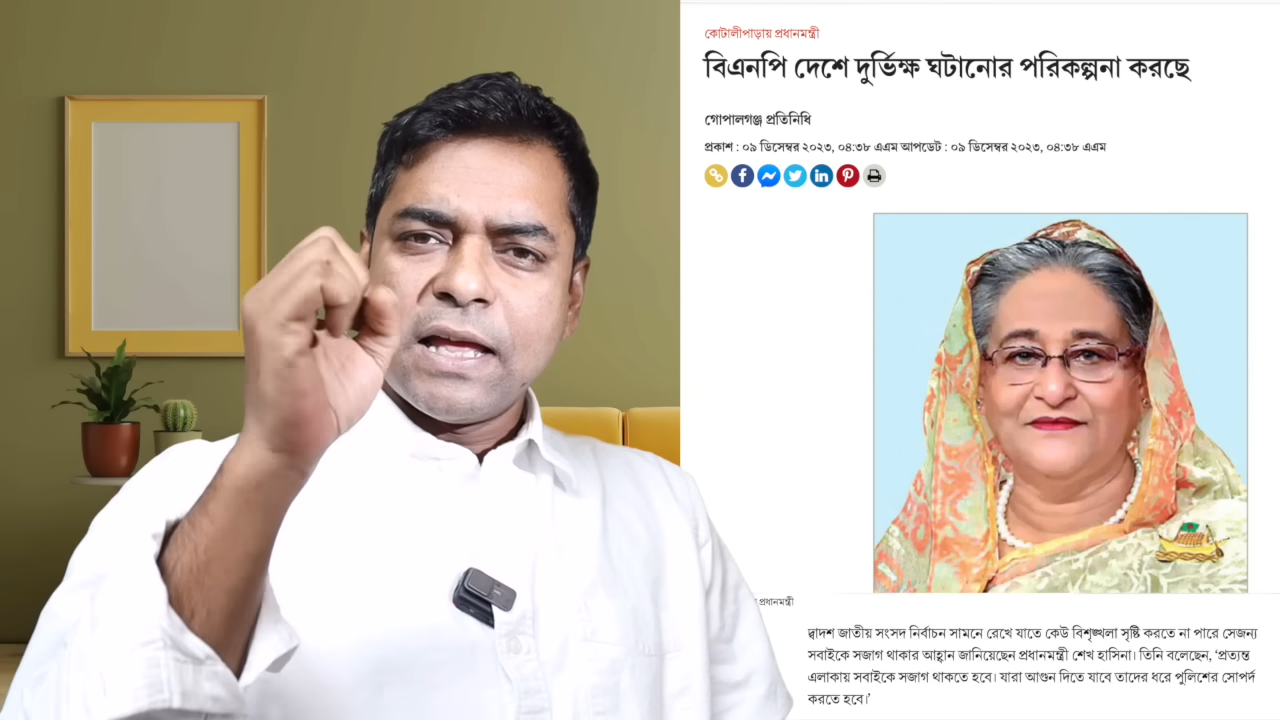 কোটালীপাড়ায় প্রধানমন্ত্রী
বিএনপি দেশে দুর্ভিক্ষ ঘটানোর পরিকল্পনা করছে
গোপালগঞ্জ প্রতিনিধি
প্রকাশ : ০৯ ডিসেম্বর ২০২৩, ০৪:৩৮ এএম আপডেট : ০৯ ডিসেম্বর ২০২৩, ০৪:৩৮ এএম
প্রধানমন্ত্রী
দ্বাদশ জাতীয় সংসদ নির্বাচন সামনে রেখে যাতে কেউ বিশৃঙ্খলা সৃষ্টি করতে না পারে সেজন্য
সবাইকে সজাগ থাকার আহ্বান জানিয়েছেন প্রধানমন্ত্রী শেখ হাসিনা। তিনি বলেছেন, ‘প্রত্যন্ত
এলাকায় সবাইকে সজাগ থাকতে হবে। যারা আগুন দিতে যাবে তাদের ধরে পুলিশের সোপর্দ
করতে হবে।’